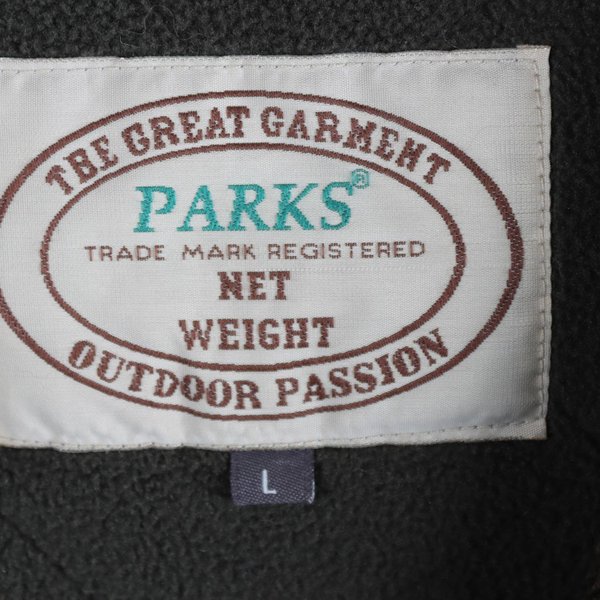 THE GREAT GARMENT
PARKS®
TRADE MARK REGISTERED
NET
WEIGHT
OUTDOOR PASSION
L